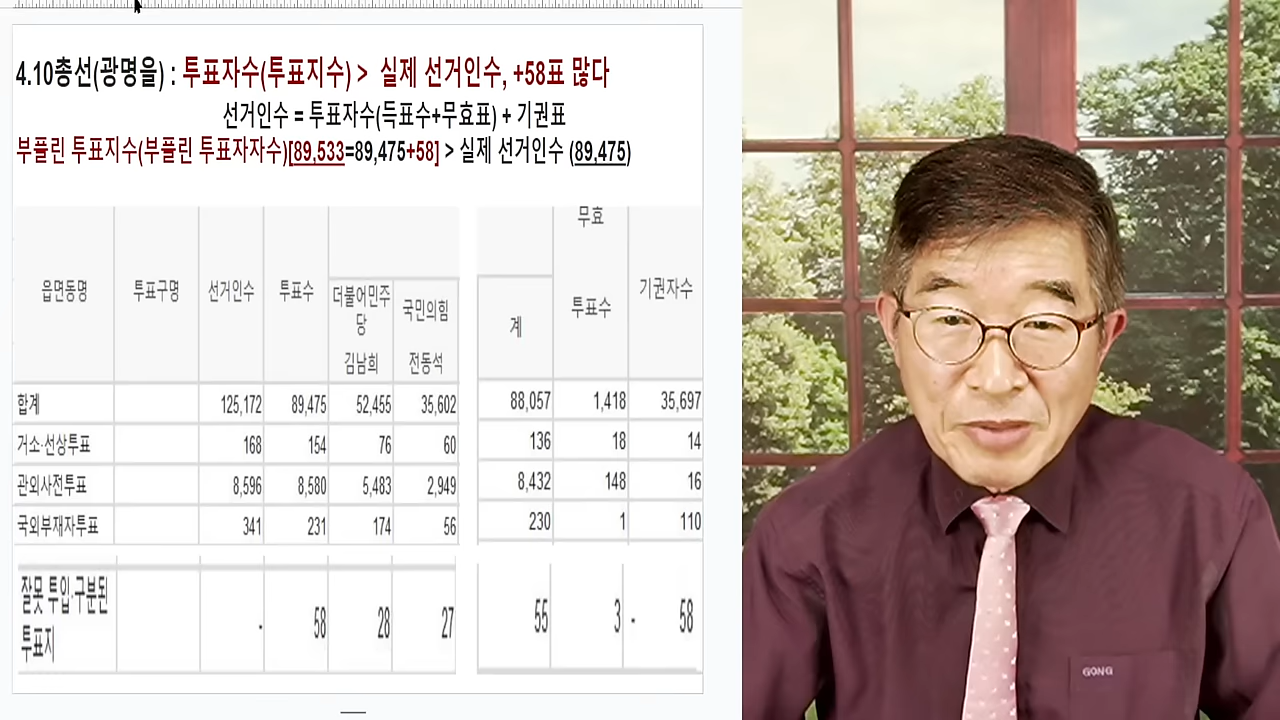 4.10총선(광명을) : 투표자수(투표지수) > 실제 선거인수, +58표 많다
선거인수 = 투표자수(득표수+무효표) + 기권표
부풀린 투표지수(부풀린 투표자자수)[89,533=89,475+58] > 실제 선거인수 (89,475)
읍면동명 투표구명 선거인수 투표수 더불어민주당 김남희 국민의힘 전동석 계 무효 투표수 기권자수
합계 125,172 89,475 52,455 35,602 88,057 1,418 35,697
거소·선상투표 168 154 76 60 136 18 14
관외사전투표 8,596 8,580 5,483 2,949 8,432 148 16
국외부재자투표 341 231 174 56 230 1 110
잘못 투입·구분된 투표지 - 58 28 27 55 3 - 58
GONG